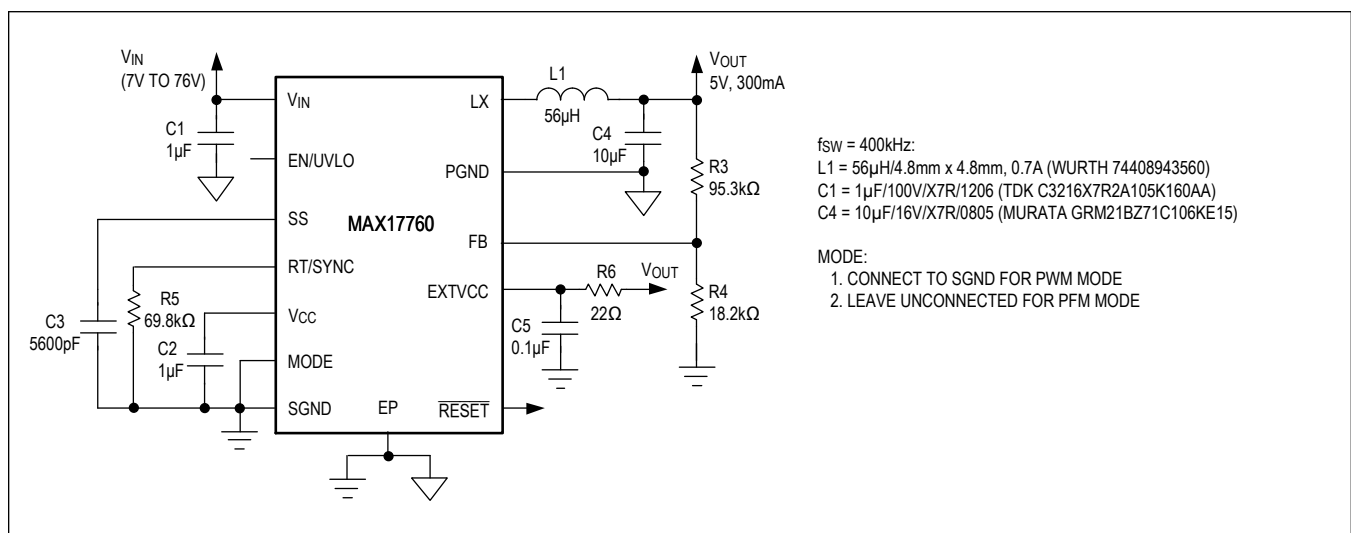 VIN
(7V TO 76V)
C1
1µF
VIN
EN/UVLO
SS
RT/SYNC
VCC
MODE
SGND
MAX17760
EP
LX
PGND
FB
EXTVCC
RESET
C3
5600pF
R5
69.8kΩ
C2
1µF
L1
56µH
C4
10µF
VOUT
5V, 300mA
R3
95.3kΩ
R6
22Ω
VOUT
C5
0.1µF
R4
18.2kΩ
fSW = 400kHz:
L1 = 56µH/4.8mm x 4.8mm, 0.7A (WURTH 74408943560)
C1 = 1µF/100V/X7R/1206 (TDK C3216X7R2A105K160AA)
C4 = 10µF/16V/X7R/0805 (MURATA GRM21BZ71C106KE15)
MODE:
1. CONNECT TO SGND FOR PWM MODE
2. LEAVE UNCONNECTED FOR PFM MODE